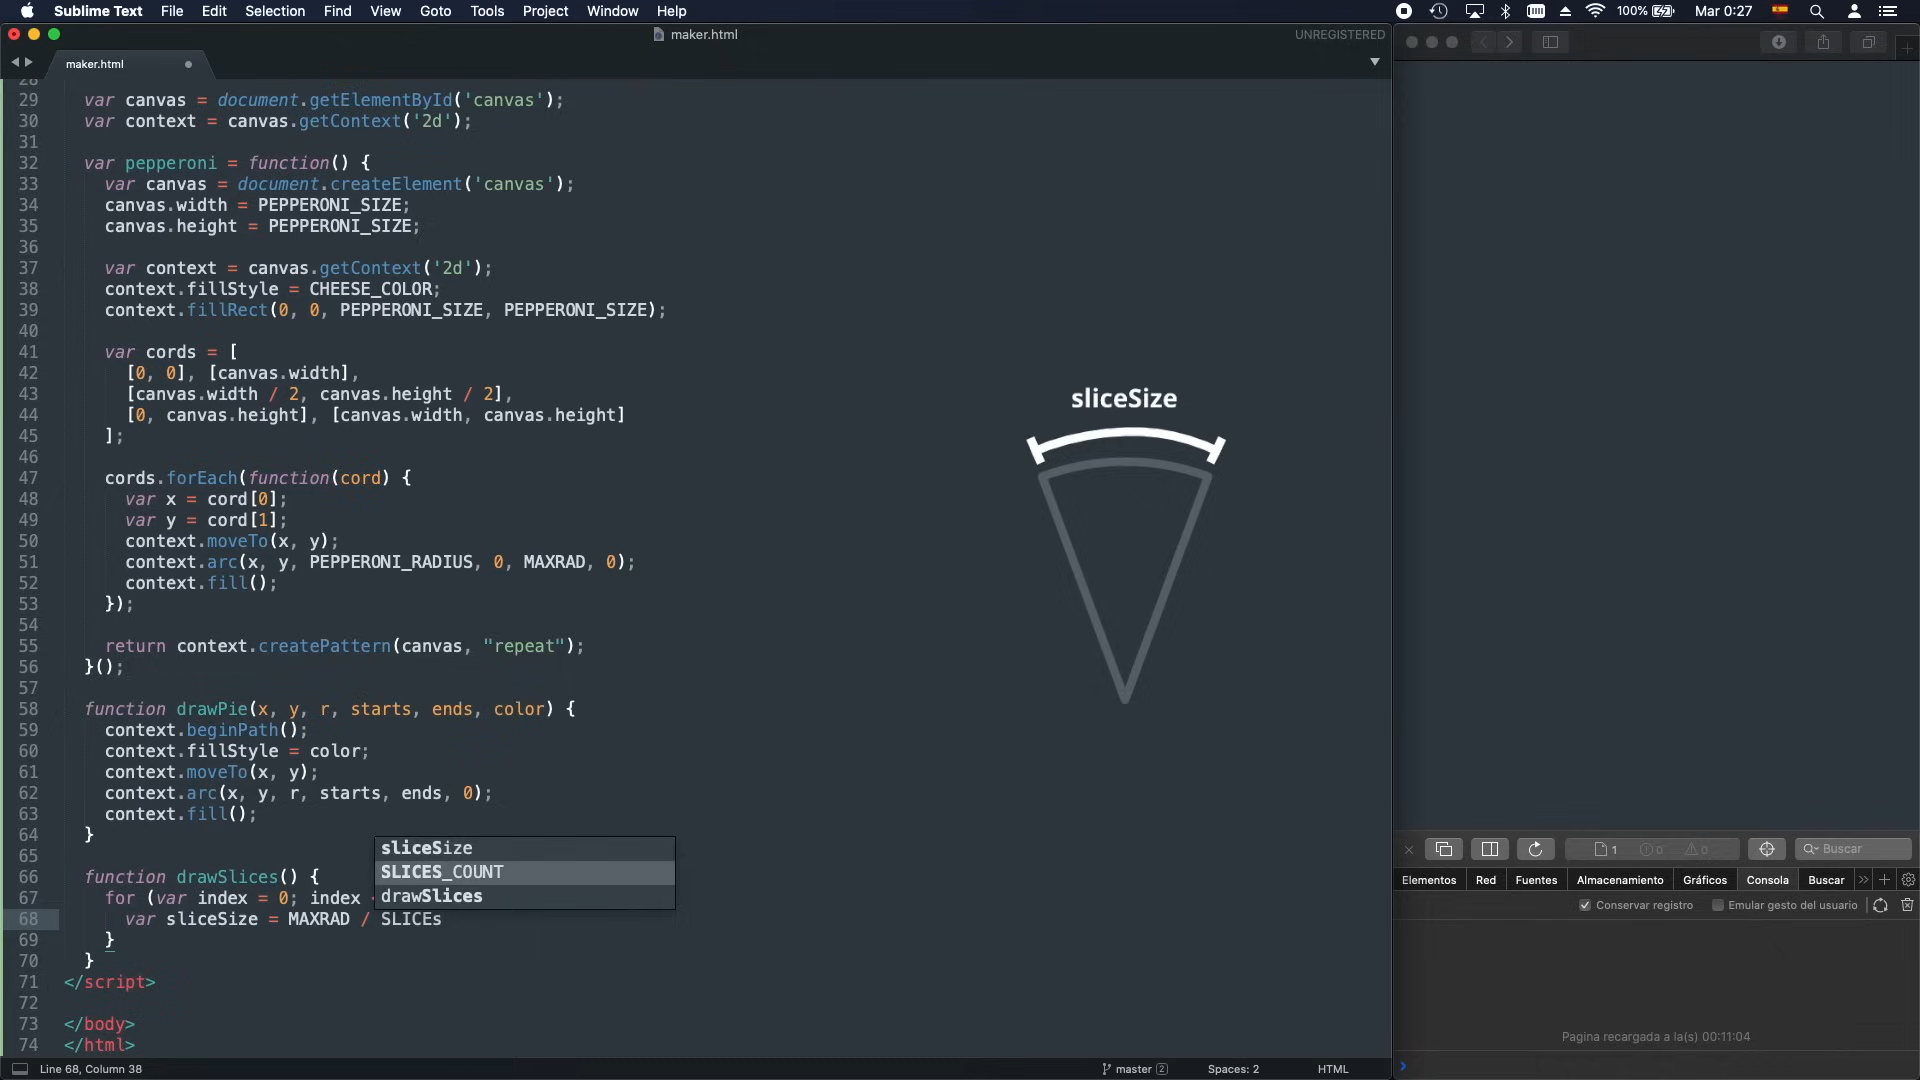 Sublime Text File Edit Selection Find View Goto Tools Project Window Help 100% Mar 0:27
maker.html UNREGISTERED
maker.html
29 var canvas = document.getElementById('canvas');
30 var context = canvas.getContext('2d');
31
32 var pepperoni = function() {
33 var canvas = document.createElement('canvas');
34 canvas.width = PEPPERONI_SIZE;
35 canvas.height = PEPPERONI_SIZE;
36
37 var context = canvas.getContext('2d');
38 context.fillStyle = CHEESE_COLOR;
39 context.fillRect(0, 0, PEPPERONI_SIZE, PEPPERONI_SIZE);
40
41 var cords = [
42 [0, 0], [canvas.width],
43 [canvas.width / 2, canvas.height / 2],
44 [0, canvas.height], [canvas.width, canvas.height]
45 ];
46
47 cords.forEach(function(cord) {
48 var x = cord[0];
49 var y = cord[1];
50 context.moveTo(x, y);
51 context.arc(x, y, PEPPERONI_RADIUS, 0, MAXRAD, 0);
52 context.fill();
53 });
54
55 return context.createPattern(canvas, "repeat");
56 }();
57
58 function drawPie(x, y, r, starts, ends, color) {
59 context.beginPath();
60 context.fillStyle = color;
61 context.moveTo(x, y);
62 context.arc(x, y, r, starts, ends, 0);
63 context.fill();
64 }
65
66 function drawSlices() {
67 for (var index = 0; index
68 var sliceSize = MAXRAD / SLICEs
69 }
70 }
71 </script>
72
73 </body>
74 </html>
sliceSize
SLICES_COUNT
drawSlices
sliceSize
Line 68, Column 38 master 2 Spaces: 2 HTML
1 0 0 Buscar
Elementos Red Fuentes Almacenamiento Gráficos Consola Buscar
Conservar registro Emular gesto del usuario
Pagina recargada a la(s) 00:11:04